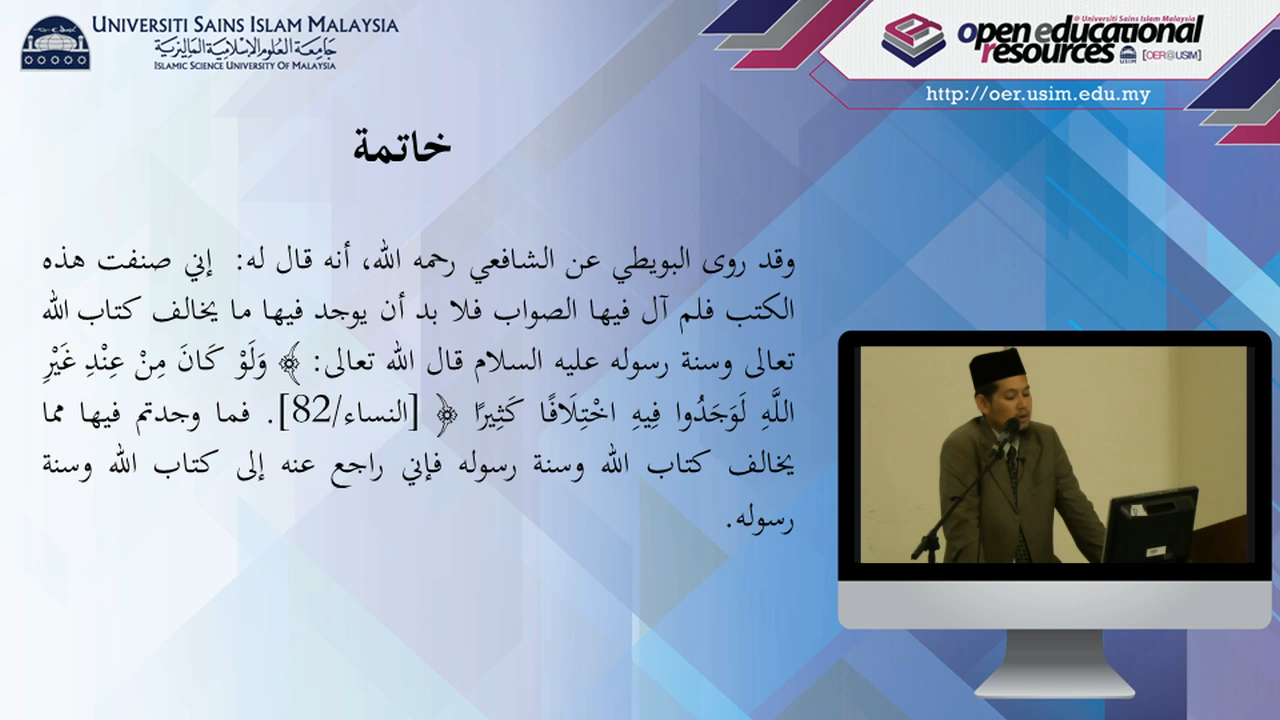 UNIVERSITI SAINS ISLAM MALAYSIA
جامعة العلوم الإسلامية الماليزية
ISLAMIC SCIENCE UNIVERSITY OF MALAYSIA
@ Universiti Sains Islam Malaysia
open educational
resources
USIM
[OER@USIM]
http://oer.usim.edu.my
خاتمة
وقد روى البويطي عن الشافعي رحمه الله، أنه قال له: إني صنفت هذه
الكتب فلم آل فيها الصواب فلا بد أن يوجد فيها ما يخالف كتاب الله
تعالى وسنة رسوله عليه السلام قال الله تعالى: ﴿ وَلَوْ كَانَ مِنْ عِنْدِ غَيْرِ
اللَّهِ لَوَجَدُوا فِيهِ اخْتِلَافًا كَثِيرًا ﴾ [النساء/82]. فما وجدتم فيها مما
يخالف كتاب الله وسنة رسوله فإني راجع عنه إلى كتاب الله وسنة
رسوله.